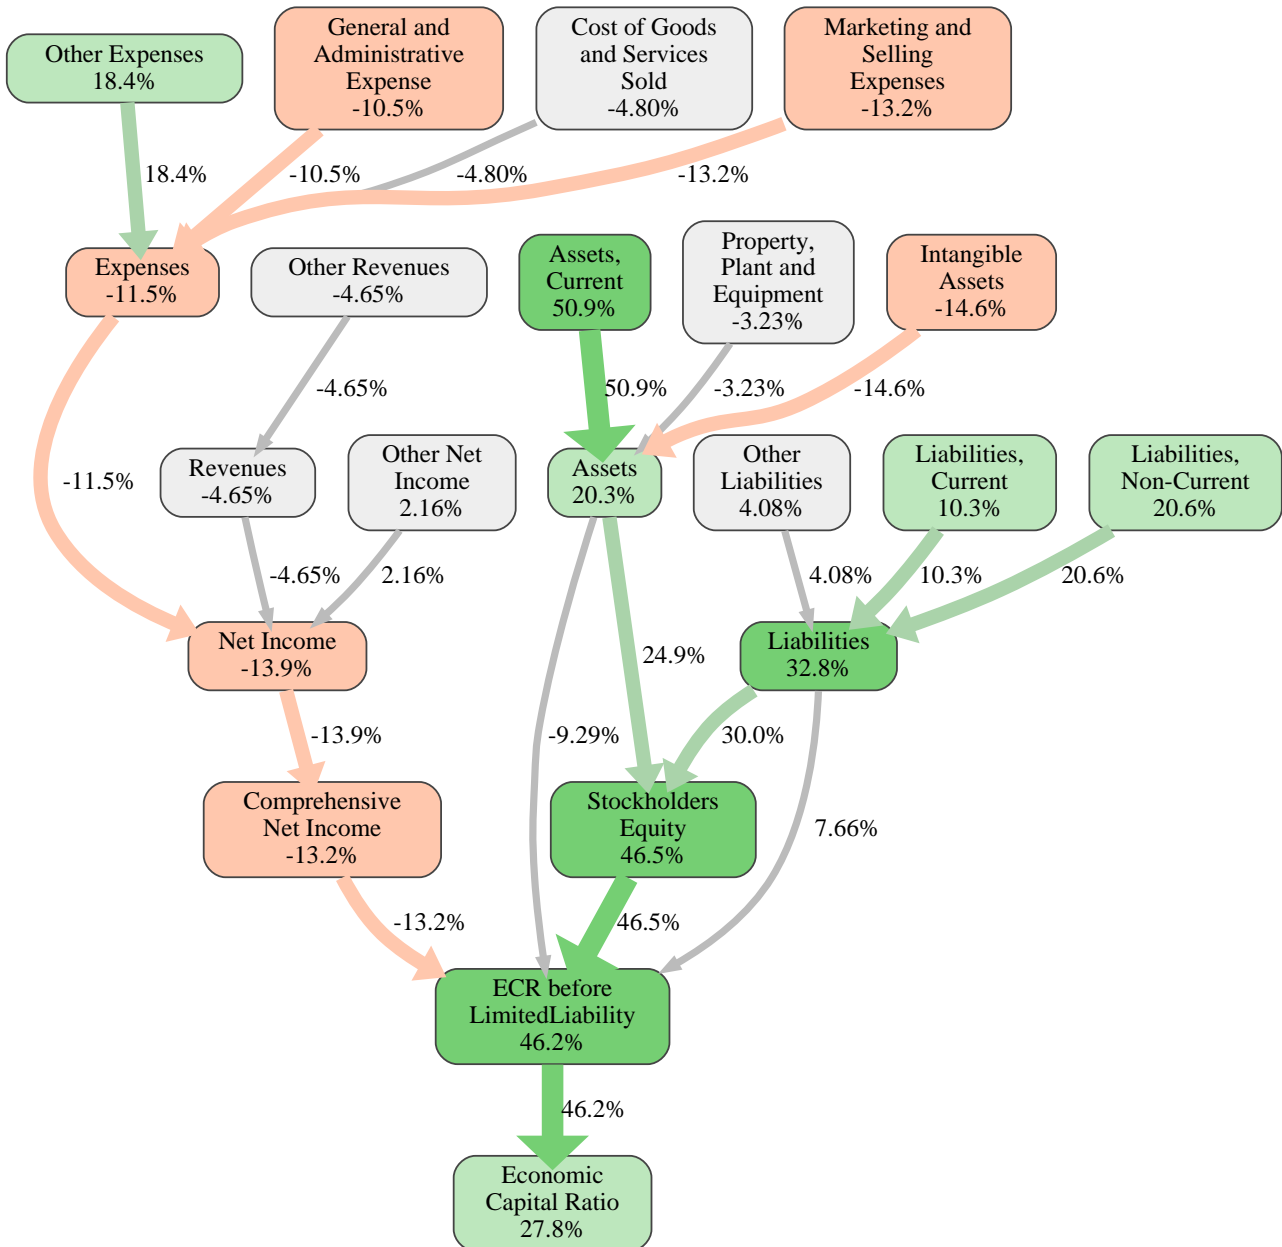 Other Expenses
18.4%
General and
Administrative
Expense
-10.5%
Cost of Goods
and Services
Sold
-4.80%
Marketing and
Selling
Expenses
-13.2%
18.4%
-10.5%
-4.80%
-13.2%
Expenses
-11.5%
Other Revenues
-4.65%
Assets,
Current
50.9%
Property,
Plant and
Equipment
-3.23%
Intangible
Assets
-14.6%
-4.65%
50.9%
-3.23%
-14.6%
-11.5%
Revenues
-4.65%
Other Net
Income
2.16%
Assets
20.3%
Other
Liabilities
4.08%
Liabilities,
Current
10.3%
Liabilities,
Non-Current
20.6%
-4.65%
2.16%
4.08%
10.3%
20.6%
Net Income
-13.9%
24.9%
Liabilities
32.8%
-13.9%
-9.29%
30.0%
Comprehensive
Net Income
-13.2%
Stockholders
Equity
46.5%
7.66%
-13.2%
46.5%
ECR before
LimitedLiability
46.2%
46.2%
Economic
Capital Ratio
27.8%